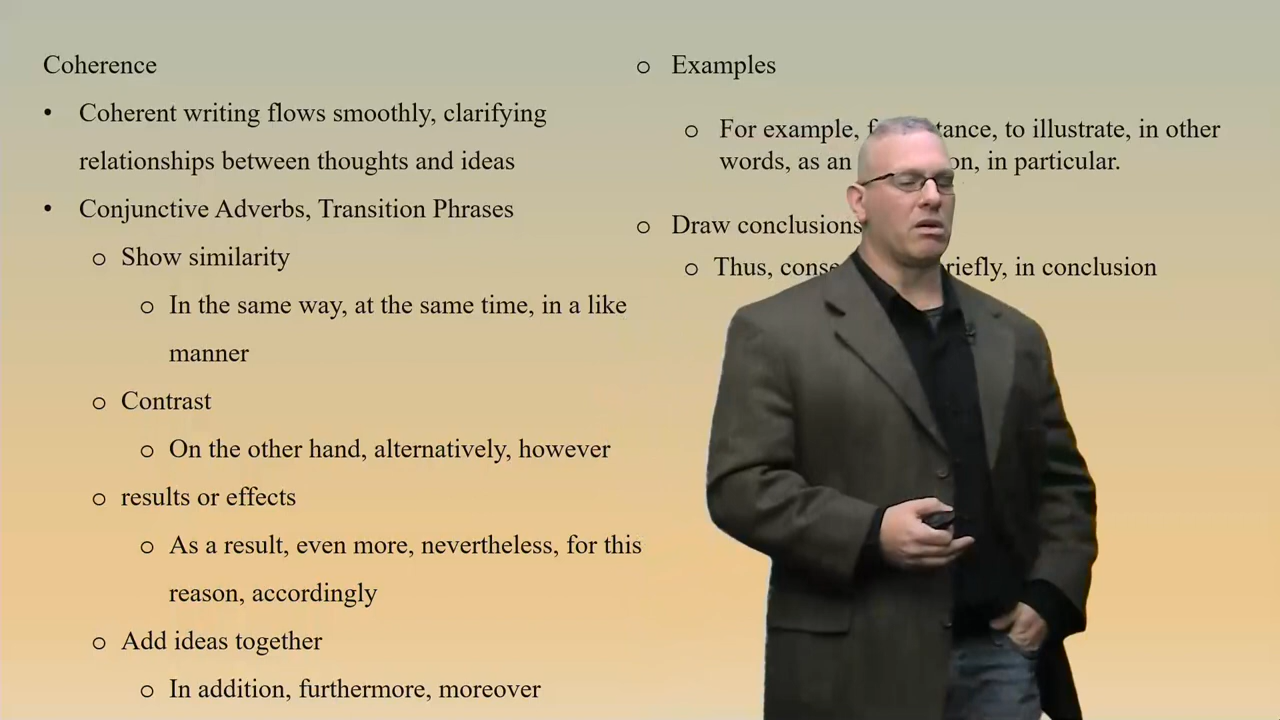 Coherence
• Coherent writing flows smoothly, clarifying
relationships between thoughts and ideas
• Conjunctive Adverbs, Transition Phrases
o Show similarity
o In the same way, at the same time, in a like
manner
o Contrast
o On the other hand, alternatively, however
o results or effects
o As a result, even more, nevertheless, for this
reason, accordingly
o Add ideas together
o In addition, furthermore, moreover
o Examples
o For example, to illustrate, in other
words, as an in particular.
o Draw conclusions
o Thus, in conclusion